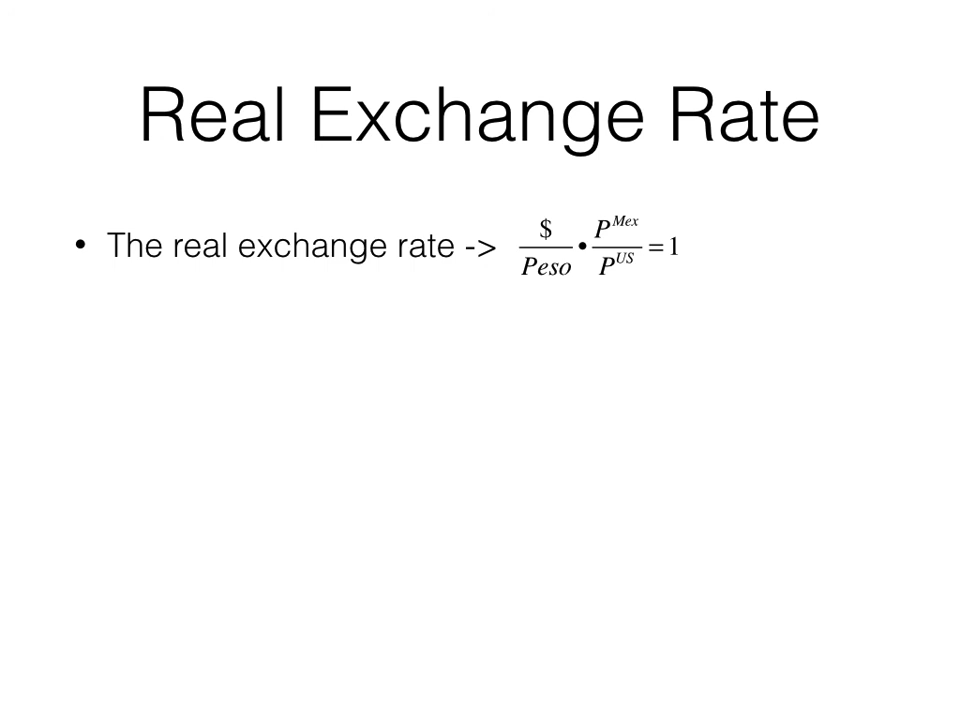 Real Exchange Rate
• The real exchange rate -> $/Peso • P^Mex/P^US = 1